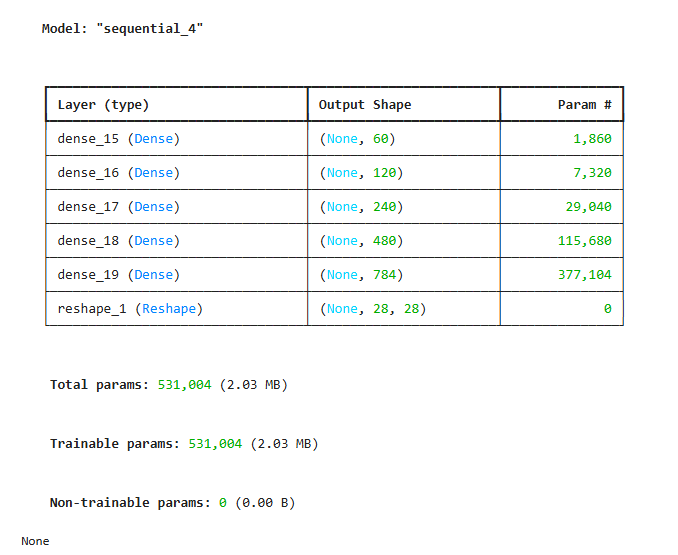 Model: "sequential_4"
Layer (type) Output Shape Param #
dense_15 (Dense) (None, 60) 1,860
dense_16 (Dense) (None, 120) 7,320
dense_17 (Dense) (None, 240) 29,040
dense_18 (Dense) (None, 480) 115,680
dense_19 (Dense) (None, 784) 377,104
reshape_1 (Reshape) (None, 28, 28) 0
Total params: 531,004 (2.03 MB)
Trainable params: 531,004 (2.03 MB)
Non-trainable params: 0 (0.00 B)
None